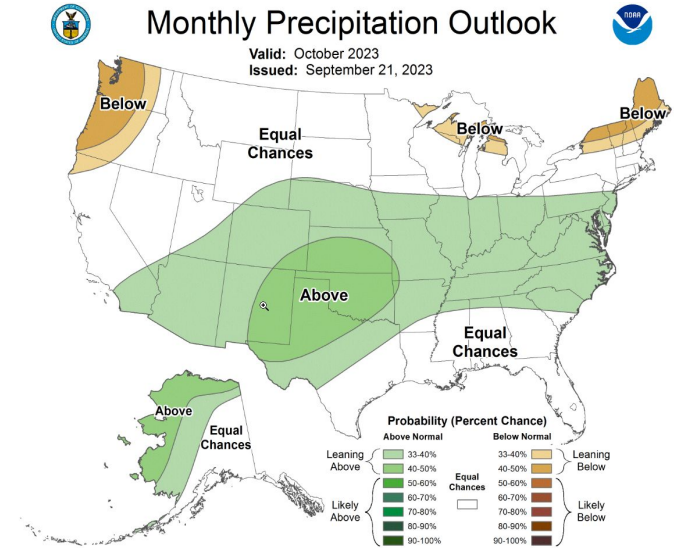 Monthly Precipitation Outlook
Valid: October 2023
Issued: September 21, 2023
NOAA
Below
Equal
Chances
Below
Below
Above
Equal
Chances
Above
Equal
Chances
Probability (Percent Chance)
Above Normal
Below Normal
Leaning
Above
33-40%
40-50%
Likely
Above
50-60%
60-70%
70-80%
80-90%
90-100%
Equal
Chances
33-40%
40-50%
Leaning
Below
50-60%
60-70%
70-80%
80-90%
90-100%
Likely
Below